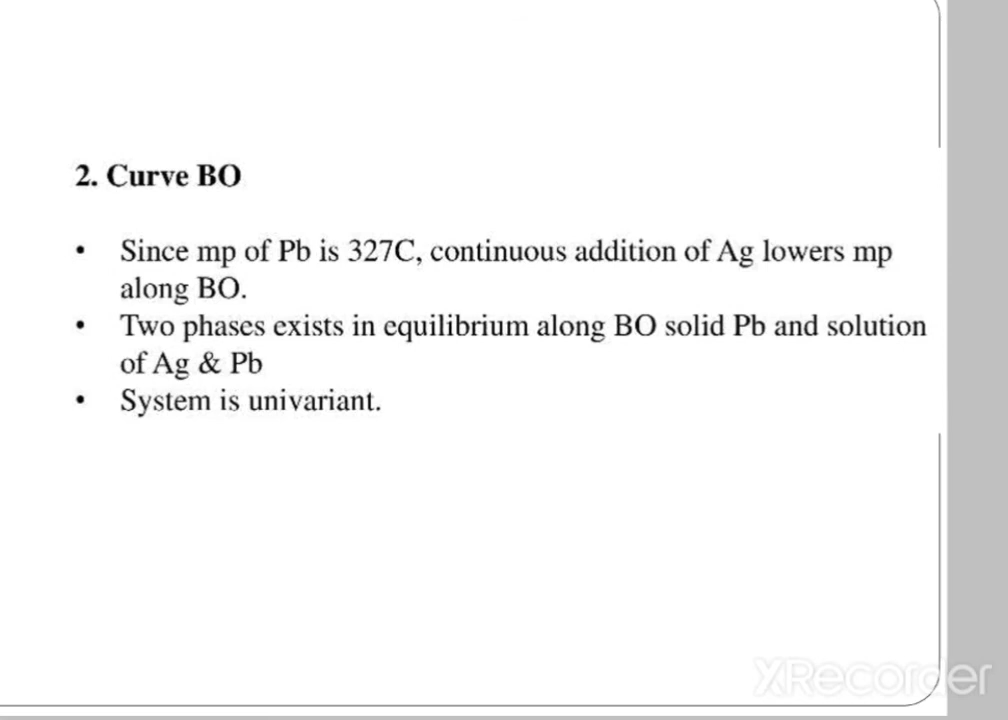 2. Curve BO
• Since mp of Pb is 327C, continuous addition of Ag lowers mp
along BO.
• Two phases exists in equilibrium along BO solid Pb and solution
of Ag & Pb
• System is univariant.
XRecorder